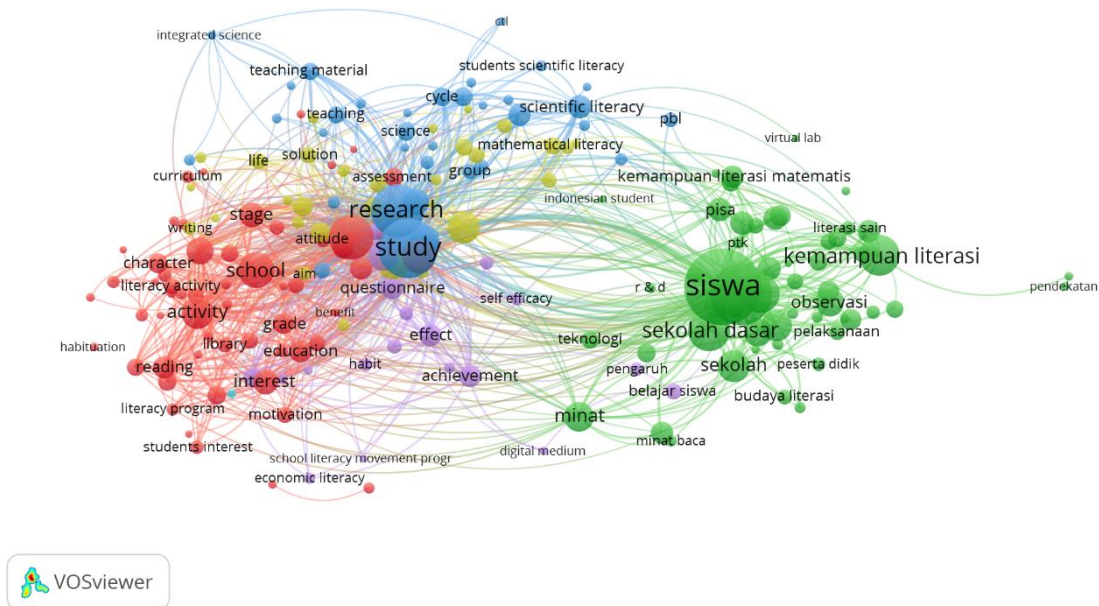 ctl
integrated science
students scientific literacy
teaching material
cycle
scientific literacy
teaching
pbl
science
mathematical literacy
virtual lab
life
solution
group
kemampuan literasi matematis
curriculum
assessment
indonesian student
research
pisa
stage
writing
literasi sain
attitude
ptk
study
kemampuan literasi
character
school
aim
siswa
literacy activity
questionnaire
r & d
pendekatan
self efficacy
observasi
activity
benefit
grade
sekolah dasar
pelaksanaan
effect
teknologi
habituation
library
education
reading
habit
pengaruh
sekolah
peserta didik
interest
achievement
belajar siswa
budaya literasi
literacy program
motivation
minat
students interest
minat baca
digital medium
school literacy movement progr
economic literacy
VOSviewer